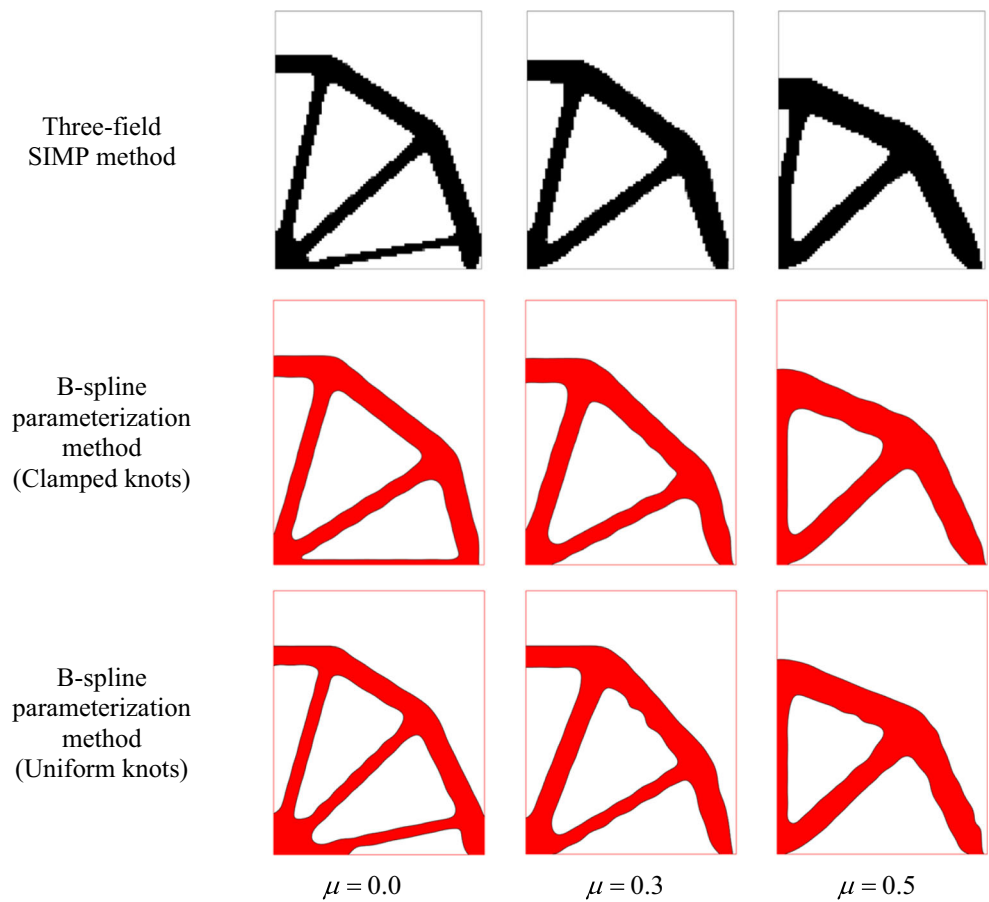 Three-field
SIMP method
B-spline
parameterization
method
(Clamped knots)
B-spline
parameterization
method
(Uniform knots)
μ = 0.0
μ = 0.3
μ = 0.5